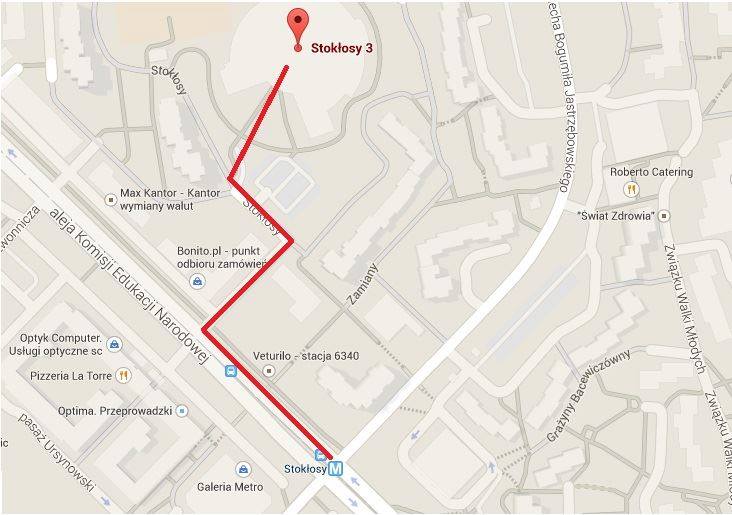 Stokłosy 3
Stokłosy
echa Bogumiła Jastrzębowskiego
Roberto Catering
Max Kantor - Kantor
wymiany walut
"Świat Zdrowia"
Stokłosy
wonnicza
aleja Komisji Edukacji Narodowej
Bonito.pl - punkt
odbioru zamówień
Związku Walki Młodych
Zamiany
Optyk Computer.
Usługi optyczne sc
Veturilo - stacja 6340
Pizzeria La Torre
Grażyny Bacewiczówny
Optima. Przeprowadzki
pasaż Ursynowski
Związku Walki Młody
ic
Stokłosy
M
Galeria Metro